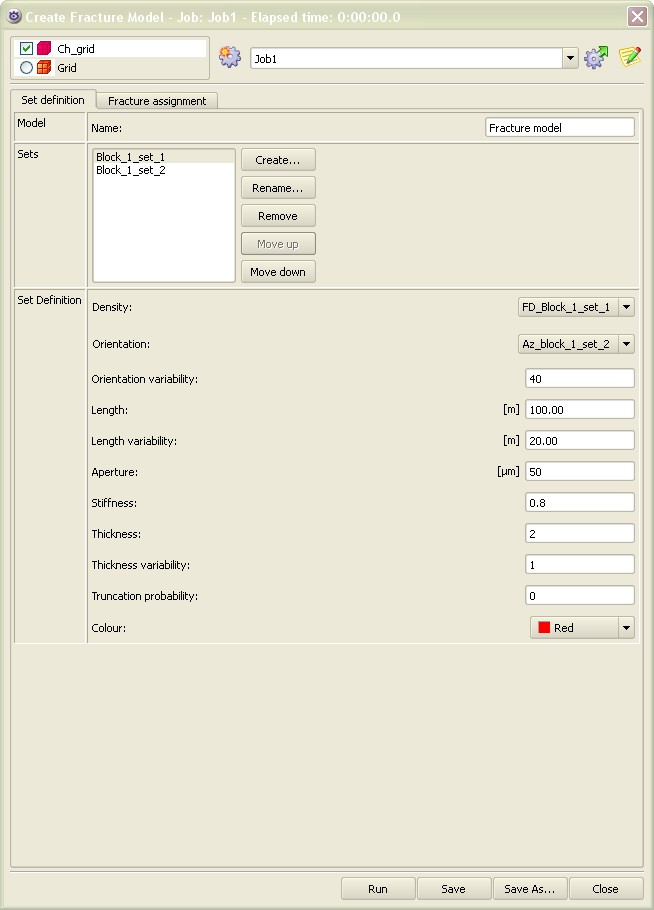 Create Fracture Model - Job: Job1 - Elapsed time: 0:00:00.0
Ch_grid
Grid
Job1
Set definition
Fracture assignment
Model
Name:
Fracture model
Sets
Block_1_set_1
Block_1_set_2
Create...
Rename...
Remove
Move up
Move down
Set Definition
Density:
FD_Block_1_set_1
Orientation:
Az_block_1_set_2
Orientation variability:
40
Length:
[m]
100.00
Length variability:
[m]
20.00
Aperture:
[µm]
50
Stiffness:
0.8
Thickness:
2
Thickness variability:
1
Truncation probability:
0
Colour:
Red
Run
Save
Save As...
Close